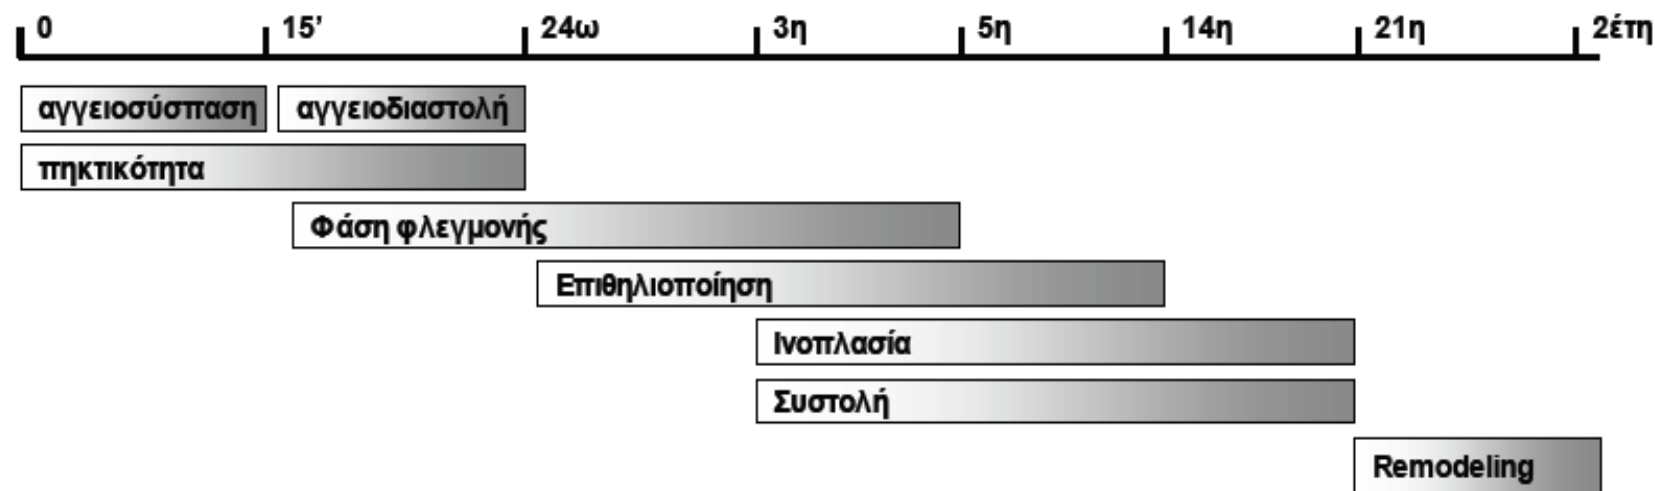 0 15’ 24ω 3η 5η 14η 21η 2έτη
αγγειοσύσπαση αγγειοδιαστολή
πηκτικότητα
Φάση φλεγμονής
Επιθηλιοποίηση
Ινοπλασία
Συστολή
Remodeling